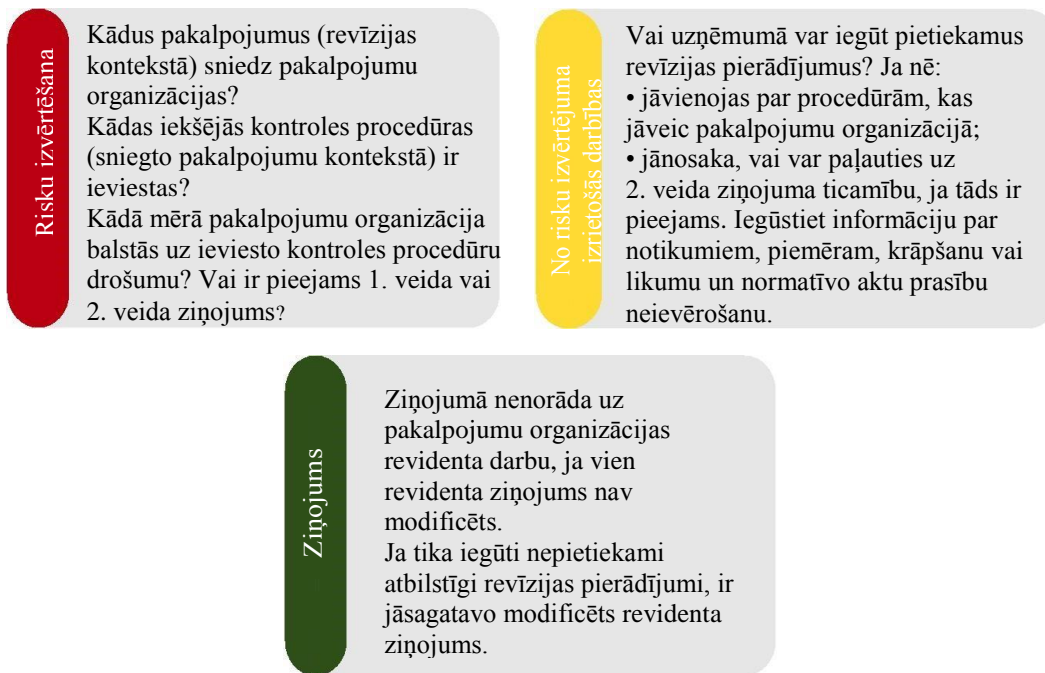 Risku izvērtēšana
Kādus pakalpojumus (revīzijas
kontekstā) sniedz pakalpojumu
organizācijas?
Kādas iekšējās kontroles procedūras
(sniegto pakalpojumu kontekstā) ir
ieviestas?
Kādā mērā pakalpojumu organizācija
balstās uz ieviesto kontroles procedūru
drošumu? Vai ir pieejams 1. veida vai
2. veida ziņojums?
No risku izvērtējuma
izrietošās darbības
Vai uzņēmumā var iegūt pietiekamus
revīzijas pierādījumus? Ja nē:
• jāvienojas par procedūrām, kas
jāveic pakalpojumu organizācijā;
• jānosaka, vai var paļauties uz
2. veida ziņojuma ticamību, ja tāds ir
pieejams. Iegūstiet informāciju par
notikumiem, piemēram, krāpšanu vai
likumu un normatīvo aktu prasību
neievērošanu.
Ziņojums
Ziņojumā nenorāda uz
pakalpojumu organizācijas
revidenta darbu, ja vien
revidenta ziņojums nav
modificēts.
Ja tika iegūti nepietiekami
atbilstīgi revīzijas pierādījumi, ir
jāsagatavo modificēts revidenta
ziņojums.